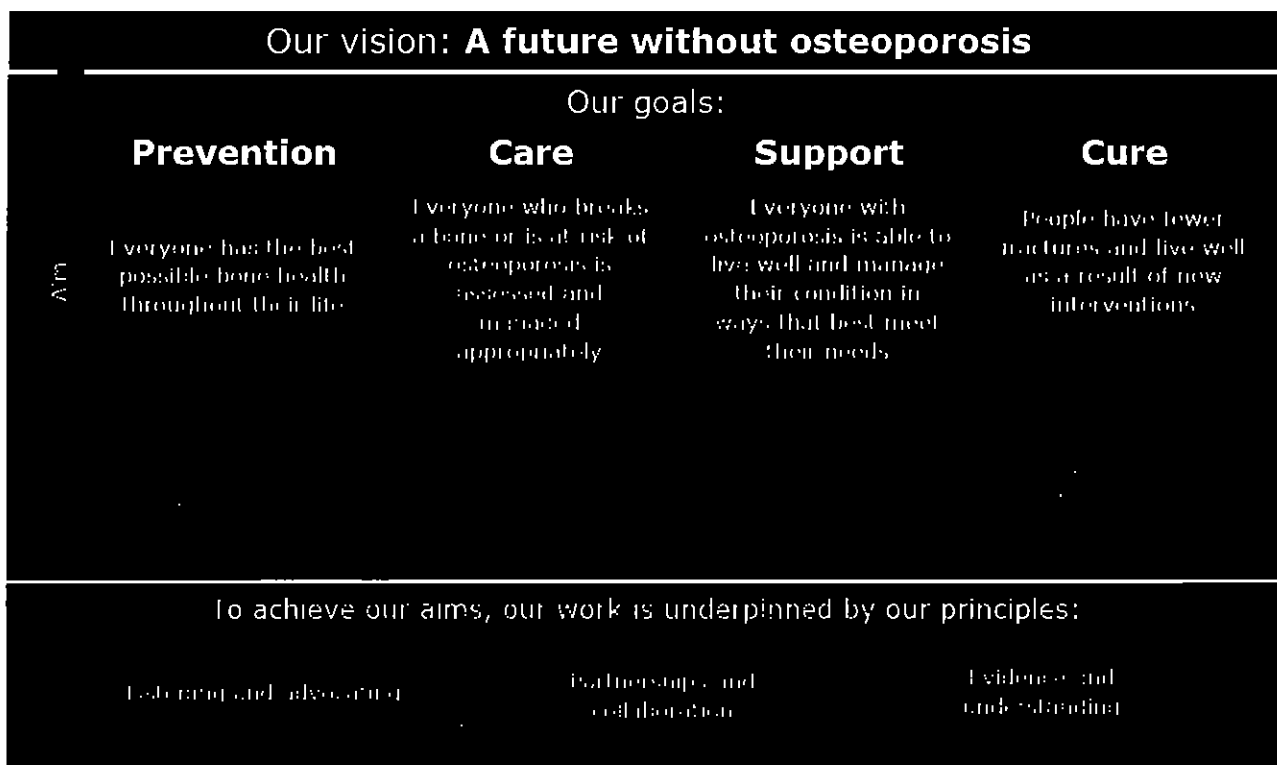 Our vision: A future without osteoporosis
Our goals:
Prevention
Care
Support
Cure
Aim
Everyone has the best
possible bone health
throughout their life
Everyone who breaks
a bone or is at risk of
osteoporosis is
assessed and
managed
appropriately
Everyone with
osteoporosis is able to
live well and manage
their condition in
ways that best meet
their needs
People have fewer
fractures and live well
as a result of new
interventions
To achieve our aims, our work is underpinned by our principles:
Listening and advocating
Partnerships and
collaboration
Evidence and
understanding